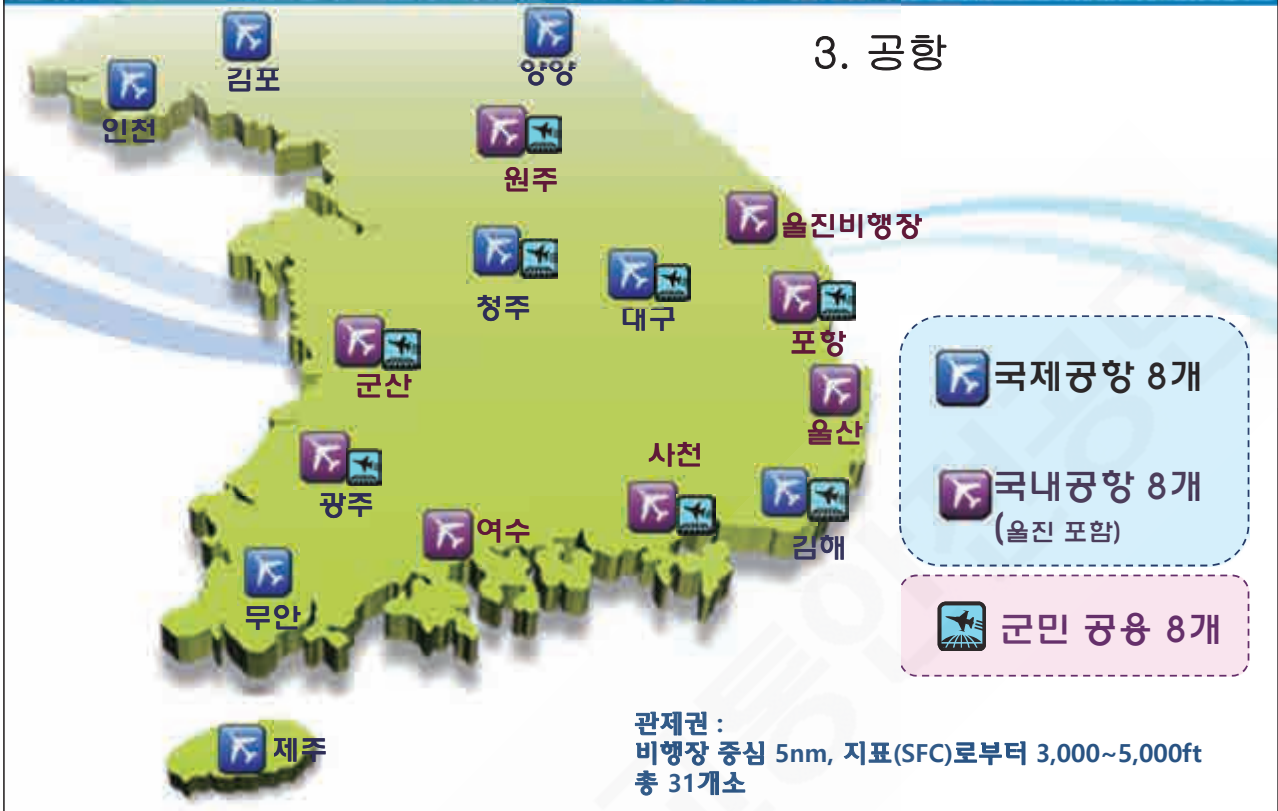 3. 공항
김포
양양
인천
원주
울진비행장
청주
대구
포항
군산
울산
사천
광주
여수
김해
무안
제주
국제공항 8개
국내공항 8개
(울진 포함)
군민 공용 8개
관제권 :
비행장 중심 5nm, 지표(SFC)로부터 3,000~5,000ft
총 31개소